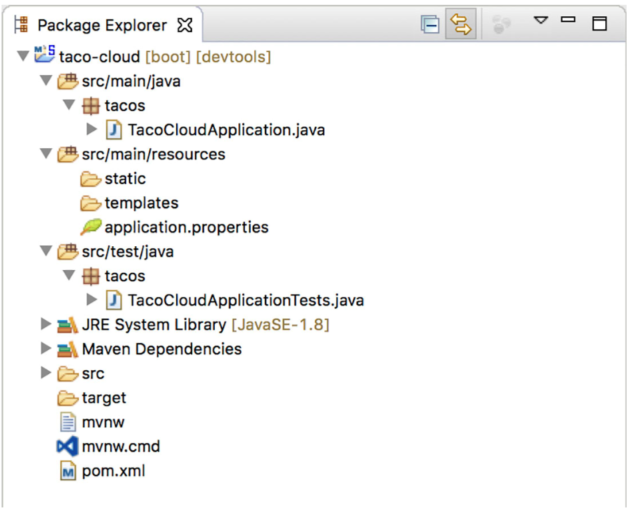 Package Explorer
taco-cloud [boot] [devtools]
src/main/java
tacos
TacoCloudApplication.java
src/main/resources
static
templates
application.properties
src/test/java
tacos
TacoCloudApplicationTests.java
JRE System Library [JavaSE-1.8]
Maven Dependencies
src
target
mvnw
mvnw.cmd
pom.xml